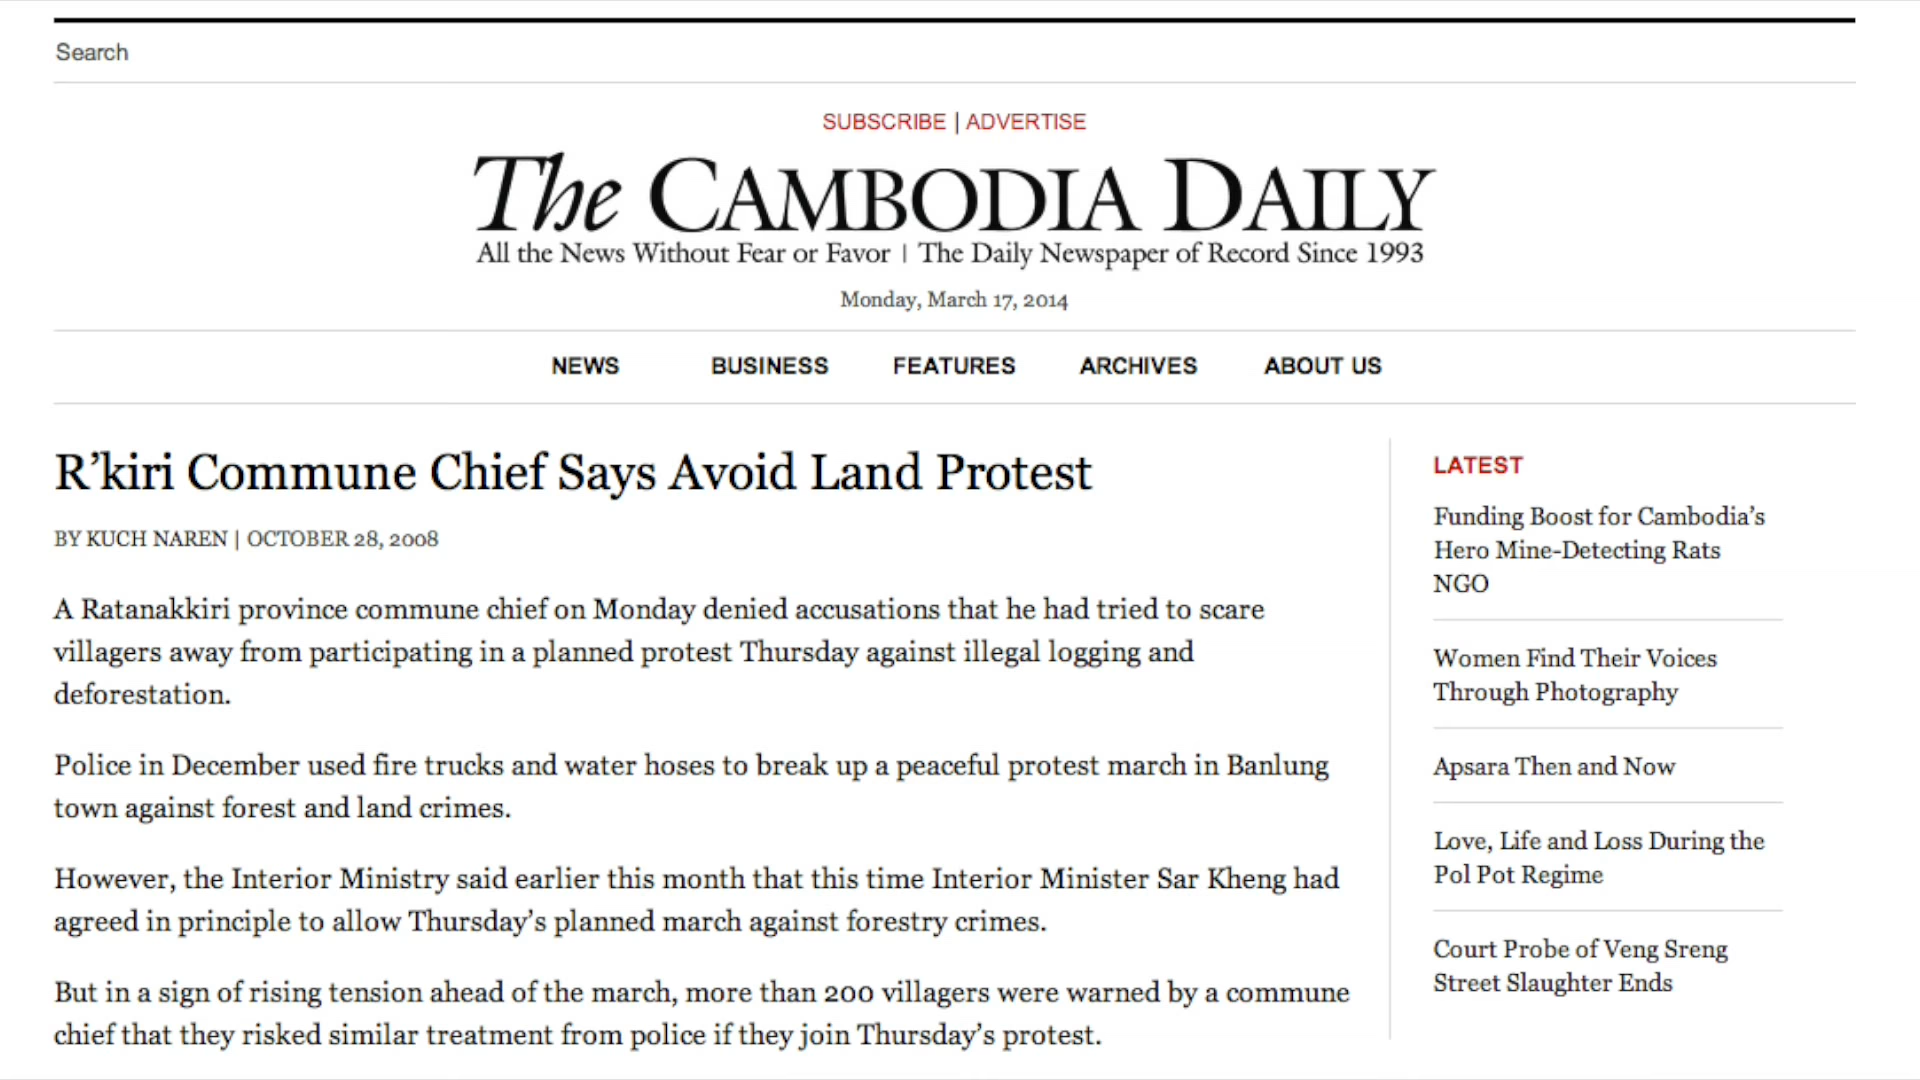 Search
SUBSCRIBE | ADVERTISE
The Cambodia Daily
All the News Without Fear or Favor | The Daily Newspaper of Record Since 1993
Monday, March 17, 2014
NEWS BUSINESS FEATURES ARCHIVES ABOUT US
R’kiri Commune Chief Says Avoid Land Protest
BY KUCH NAREN | OCTOBER 28, 2008
A Ratanakkiri province commune chief on Monday denied accusations that he had tried to scare
villagers away from participating in a planned protest Thursday against illegal logging and
deforestation.
Police in December used fire trucks and water hoses to break up a peaceful protest march in Banlung
town against forest and land crimes.
However, the Interior Ministry said earlier this month that this time Interior Minister Sar Kheng had
agreed in principle to allow Thursday’s planned march against forestry crimes.
But in a sign of rising tension ahead of the march, more than 200 villagers were warned by a commune
chief that they risked similar treatment from police if they join Thursday’s protest.
LATEST
Funding Boost for Cambodia’s
Hero Mine-Detecting Rats
NGO
Women Find Their Voices
Through Photography
Apsara Then and Now
Love, Life and Loss During the
Pol Pot Regime
Court Probe of Veng Sreng
Street Slaughter Ends